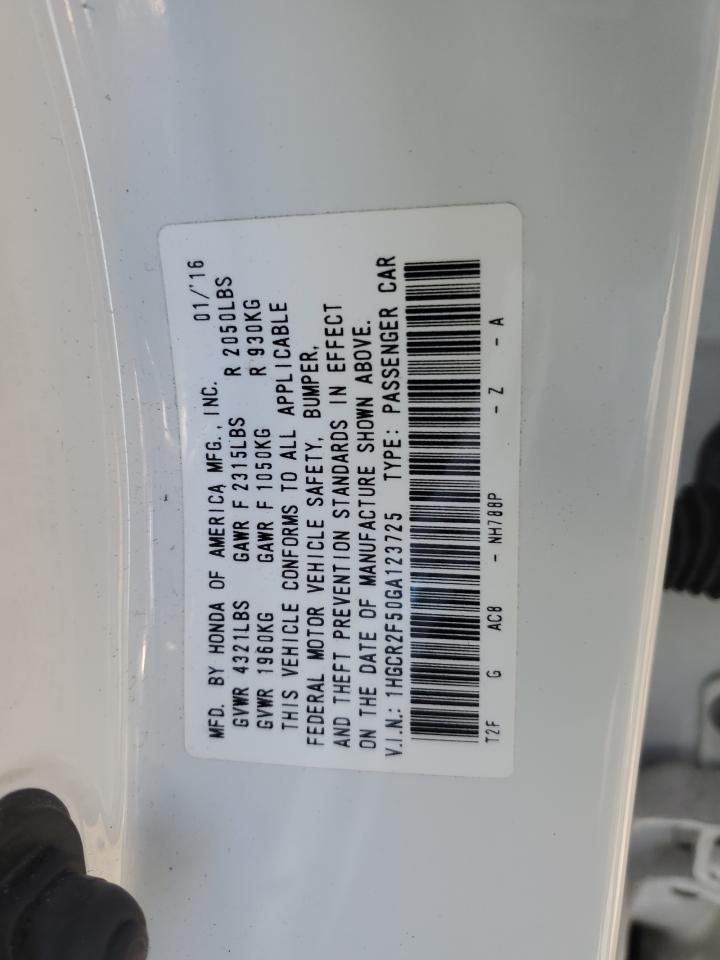 MFD. BY HONDA OF AMERICA MFG., INC. 01/'16
GVWR 4321LBS GAWR F 2315LBS R 2050LBS
GVWR 1960KG GAWR F 1050KG R 930KG
THIS VEHICLE CONFORMS TO ALL APPLICABLE
FEDERAL MOTOR VEHICLE SAFETY, BUMPER,
AND THEFT PREVENTION STANDARDS IN EFFECT
ON THE DATE OF MANUFACTURE SHOWN ABOVE.
V.I.N.: 1HGCR2F50GA123725 TYPE: PASSENGER CAR
T2F G AC8 - NH788P - Z - A